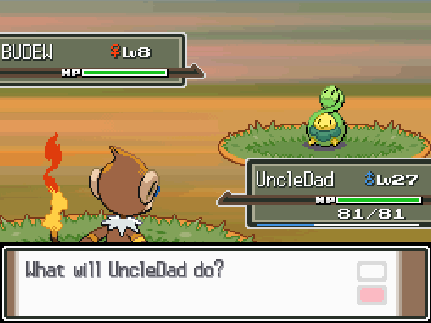 BUDEW ♀Lv8
HP
UncleDad ♂Lv27
HP
81/81
What will UncleDad do?